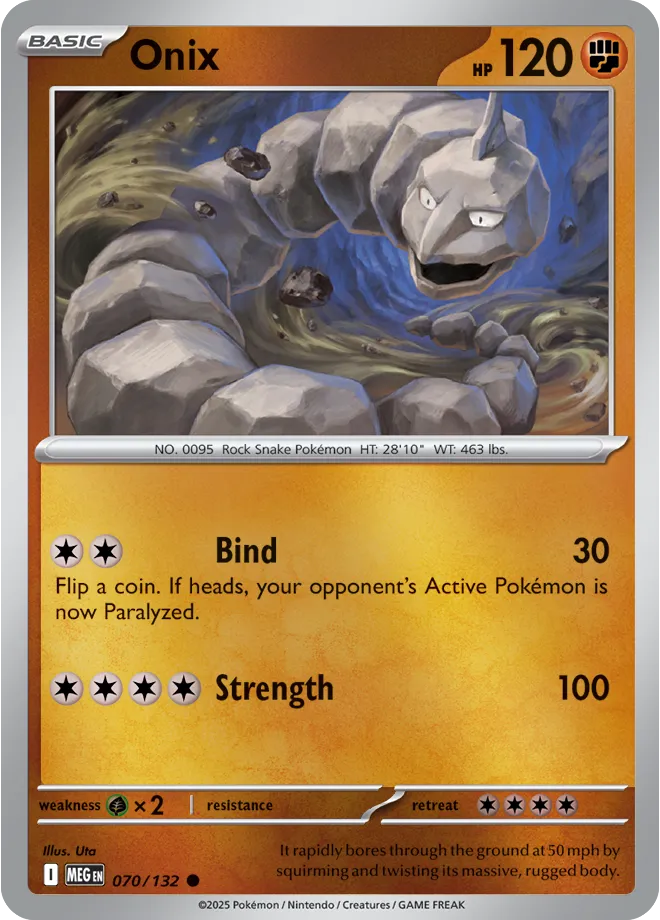 BASIC
Onix
HP 120
NO. 0095 Rock Snake Pokémon HT: 28'10" WT: 463 lbs.
Bind 30
Flip a coin. If heads, your opponent's Active Pokémon is
now Paralyzed.
Strength 100
weakness ×2 resistance retreat
Illus. Uta
I MEG EN 070/132
It rapidly bores through the ground at 50 mph by
squirming and twisting its massive, rugged body.
©2025 Pokémon / Nintendo / Creatures / GAME FREAK